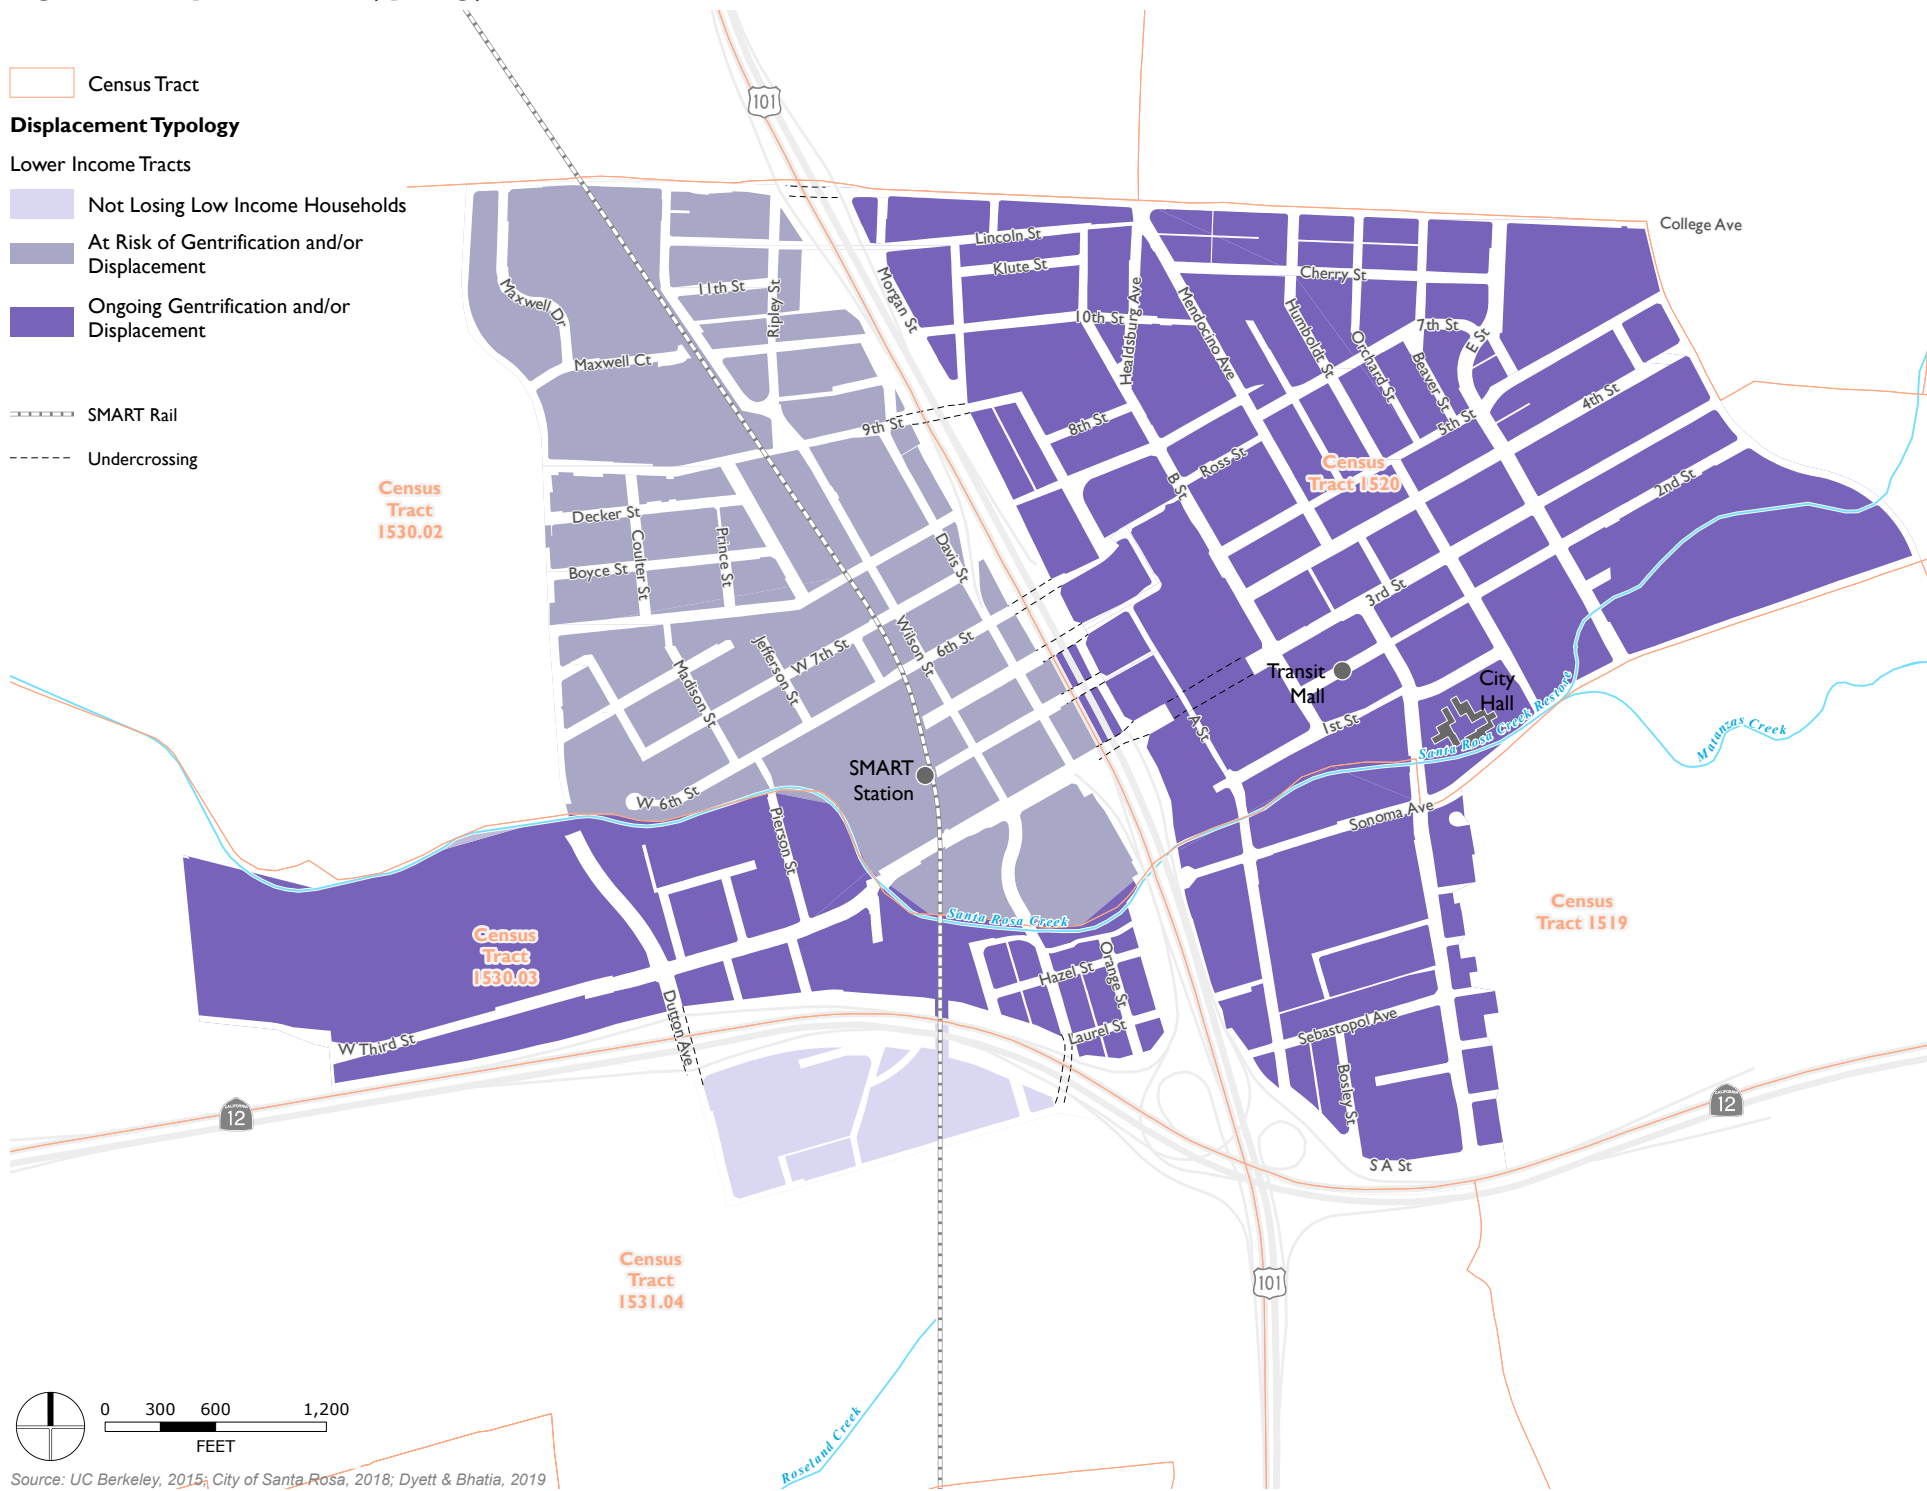 Census Tract
Displacement Typology
Lower Income Tracts
Not Losing Low Income Households
At Risk of Gentrification and/or
Displacement
Ongoing Gentrification and/or
Displacement
SMART Rail
Undercrossing
101
College Ave
Lincoln St
Klute St
Cherry St
Maxwell Dr
11th St
Ripley St
Morgan St
10th St
Healdsburg Ave
Mendocino Ave
Humboldt St
Orchard St
7th St
E St
Beaver St
Maxwell Ct
9th St
8th St
5th St
4th St
Ross St
B St
2nd St
Census
Tract 1520
Census
Tract
1530.02
Decker St
Coulter St
Prince St
Boyce St
Davis St
3rd St
Wilson St
6th St
W 7th St
Jefferson St
Madison St
Transit
Mall
City
Hall
1st St
A St
Santa Rosa Creek Restore
Matanzas Creek
SMART
Station
W 6th St
Pierson St
Sonoma Ave
Census
Tract 1519
Santa Rosa Creek
Census
Tract
1530.03
Hazel St
Orange St
Dutton Ave
Laurel St
W Third St
Sebastopol Ave
Bosley St
CALIFORNIA
12
CALIFORNIA
12
S A St
Census
Tract
1531.04
101
Roseland Creek
0 300 600 1,200
FEET
Source: UC Berkeley, 2015; City of Santa Rosa, 2018; Dyett & Bhatia, 2019